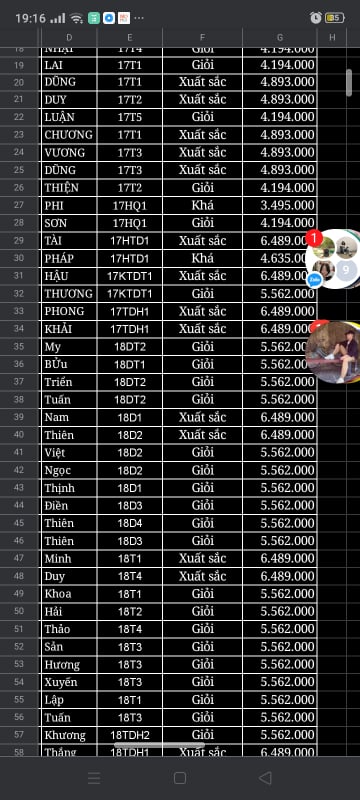 19:16 ... 5
D E F G H
18 NHẬT 17T4 Giỏi 4.194.000
19 LAI 17T1 Giỏi 4.194.000
20 DŨNG 17T1 Xuất sắc 4.893.000
21 DUY 17T2 Xuất sắc 4.893.000
22 LUẬN 17T5 Giỏi 4.194.000
23 CHƯƠNG 17T1 Xuất sắc 4.893.000
24 VƯƠNG 17T3 Xuất sắc 4.893.000
25 DŨNG 17T3 Xuất sắc 4.893.000
26 THIỆN 17T2 Giỏi 4.194.000
27 PHI 17HQ1 Khá 3.495.000
28 SƠN 17HQ1 Giỏi 4.194.000
29 TÀI 17HTD1 Xuất sắc 6.489.00 1
30 PHÁP 17HTD1 Khá 4.635.00
31 HẬU 17KTDT1 Xuất sắc 6.489.00 9 Zalo
32 THƯƠNG 17KTDT1 Giỏi 5.562.000
33 PHONG 17TDH1 Xuất sắc 6.489.000
34 KHẢI 17TDH1 Xuất sắc 6.489.00
35 My 18DT2 Giỏi 5.562.00
36 BỬu 18DT1 Giỏi 5.562.00
37 Triển 18DT2 Giỏi 5.562.00
38 Tuấn 18DT2 Giỏi 5.562.000
39 Nam 18D1 Xuất sắc 6.489.000
40 Thiên 18D2 Xuất sắc 6.489.000
41 Việt 18D2 Giỏi 5.562.000
42 Ngọc 18D2 Giỏi 5.562.000
43 Thịnh 18D1 Giỏi 5.562.000
44 Điền 18D3 Giỏi 5.562.000
45 Thiên 18D4 Giỏi 5.562.000
46 Thiên 18D3 Giỏi 5.562.000
47 Minh 18T1 Xuất sắc 6.489.000
48 Duy 18T4 Xuất sắc 6.489.000
49 Khoa 18T1 Giỏi 5.562.000
50 Hải 18T2 Giỏi 5.562.000
51 Thảo 18T4 Giỏi 5.562.000
52 Sản 18T3 Giỏi 5.562.000
53 Hương 18T3 Giỏi 5.562.000
54 Xuyến 18T3 Giỏi 5.562.000
55 Lập 18T1 Giỏi 5.562.000
56 Tuấn 18T3 Giỏi 5.562.000
57 Khương 18TDH2 Giỏi 5.562.000
58 Thắng 18TDH1 Xuất sắc 6.489.000